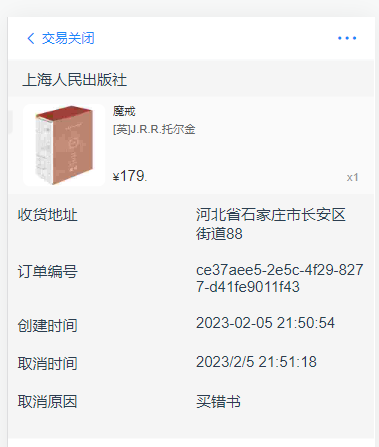 交易关闭
上海人民出版社
魔戒
[英]J.R.R.托尔金
¥179.
x1
收货地址
河北省石家庄市长安区
街道88
订单编号
ce37aee5-2e5c-4f29-827
7-d41fe9011f43
创建时间
2023-02-05 21:50:54
取消时间
2023/2/5 21:51:18
取消原因
买错书